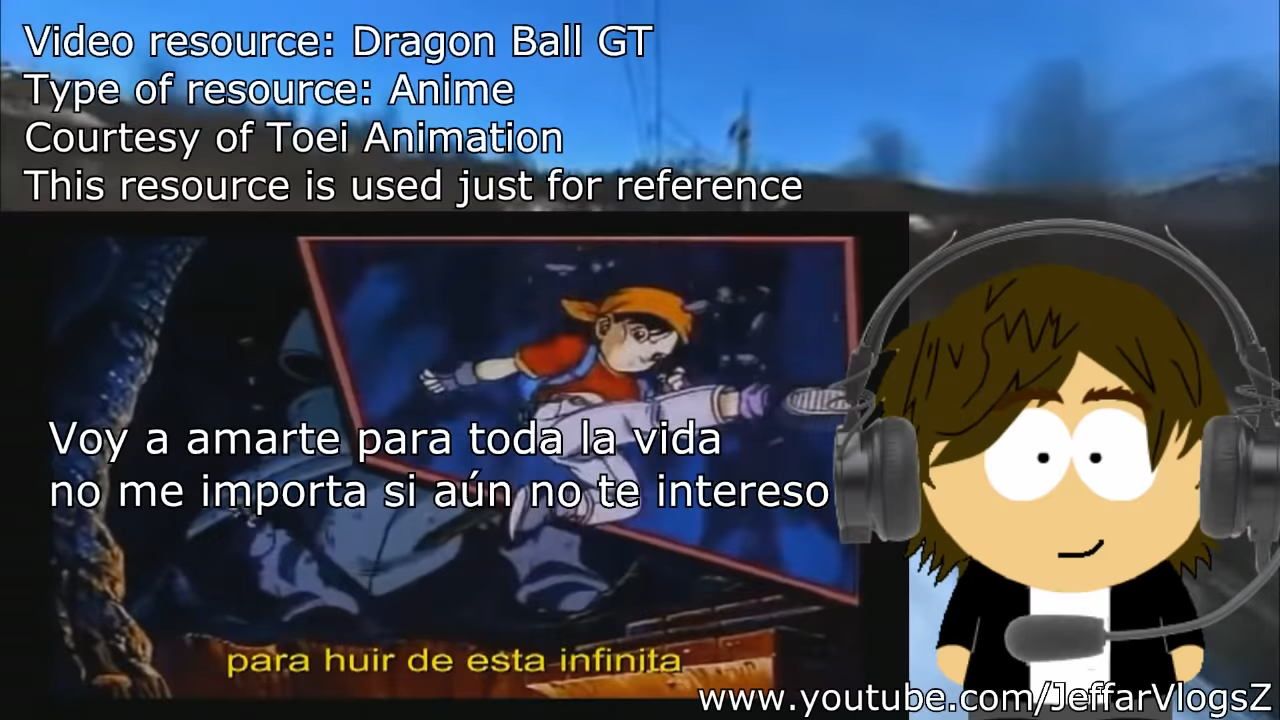 Video resource: Dragon Ball GT
Type of resource: Anime
Courtesy of Toei Animation
This resource is used just for reference
Voy a amarte para toda la vida
no me importa si aún no te intereso
para huir de esta infinita
www.youtube.com/JeffarVlogsZ